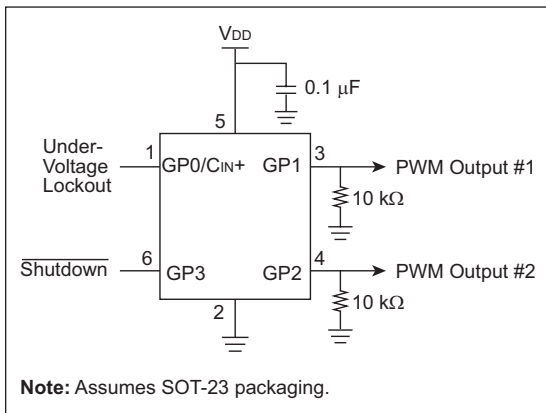 VDD
0.1 μF
5
Under-
Voltage
Lockout
1
GP0/CIN+
GP1
3
PWM Output #1
10 kΩ
Shutdown
6
GP3
GP2
4
PWM Output #2
10 kΩ
2
Note: Assumes SOT-23 packaging.